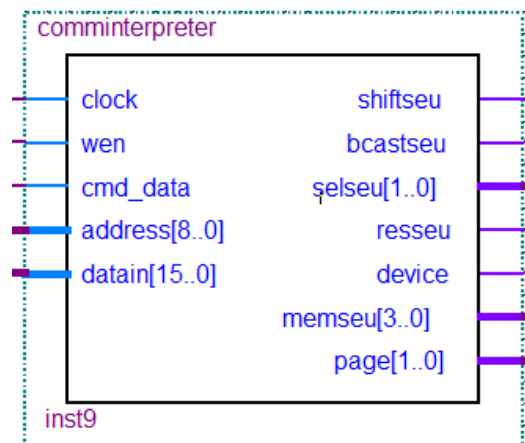 comminterpreter
clock shiftseu
wen bcastseu
cmd_data selseu[1..0]
address[8..0] resseu
datain[15..0] device
memseu[3..0]
page[1..0]
inst9